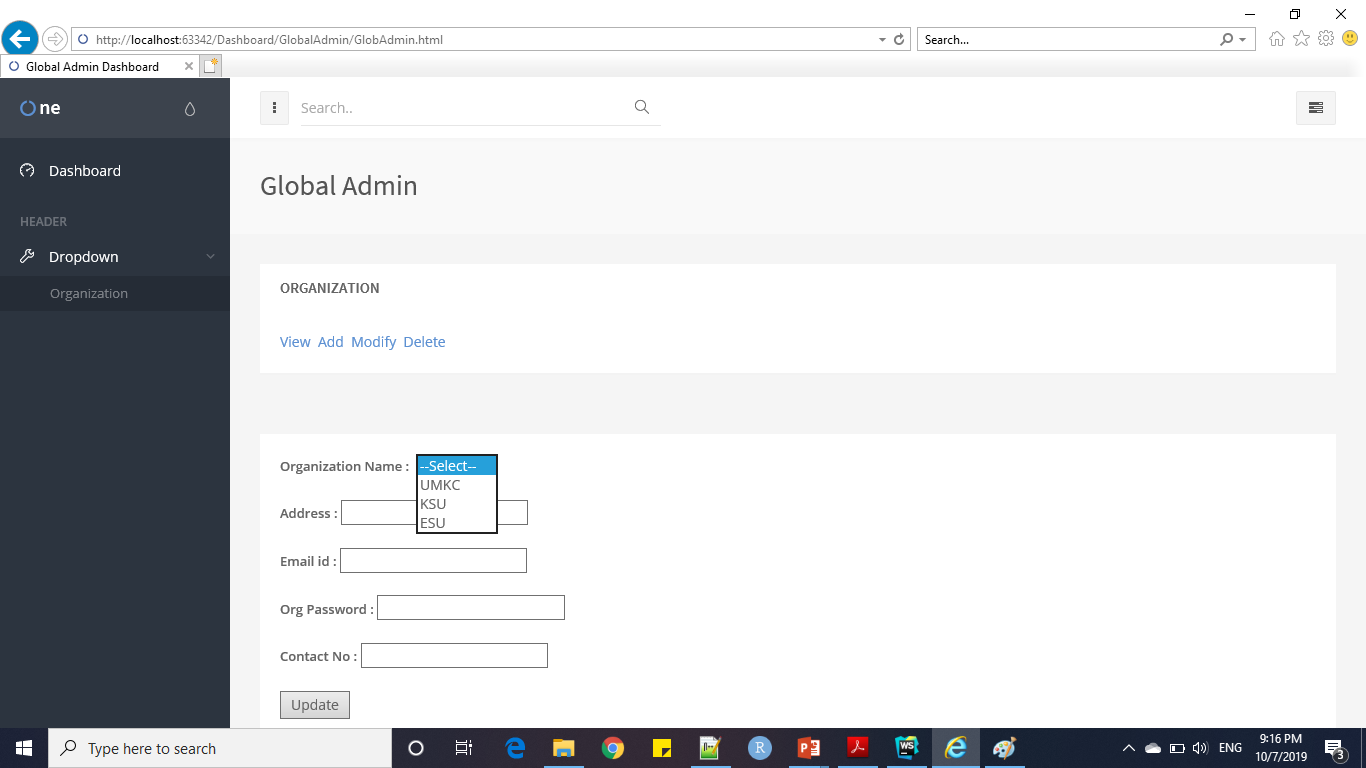 http://localhost:63342/Dashboard/GlobalAdmin/GlobAdmin.html
Search...
Global Admin Dashboard
ne
Search..
Dashboard
Global Admin
HEADER
Dropdown
Organization
ORGANIZATION
View Add Modify Delete
Organization Name : --Select--
UMKC
KSU
ESU
Address :
Email id :
Org Password :
Contact No :
Update
Type here to search
R
WS
ENG
9:16 PM
10/7/2019
3